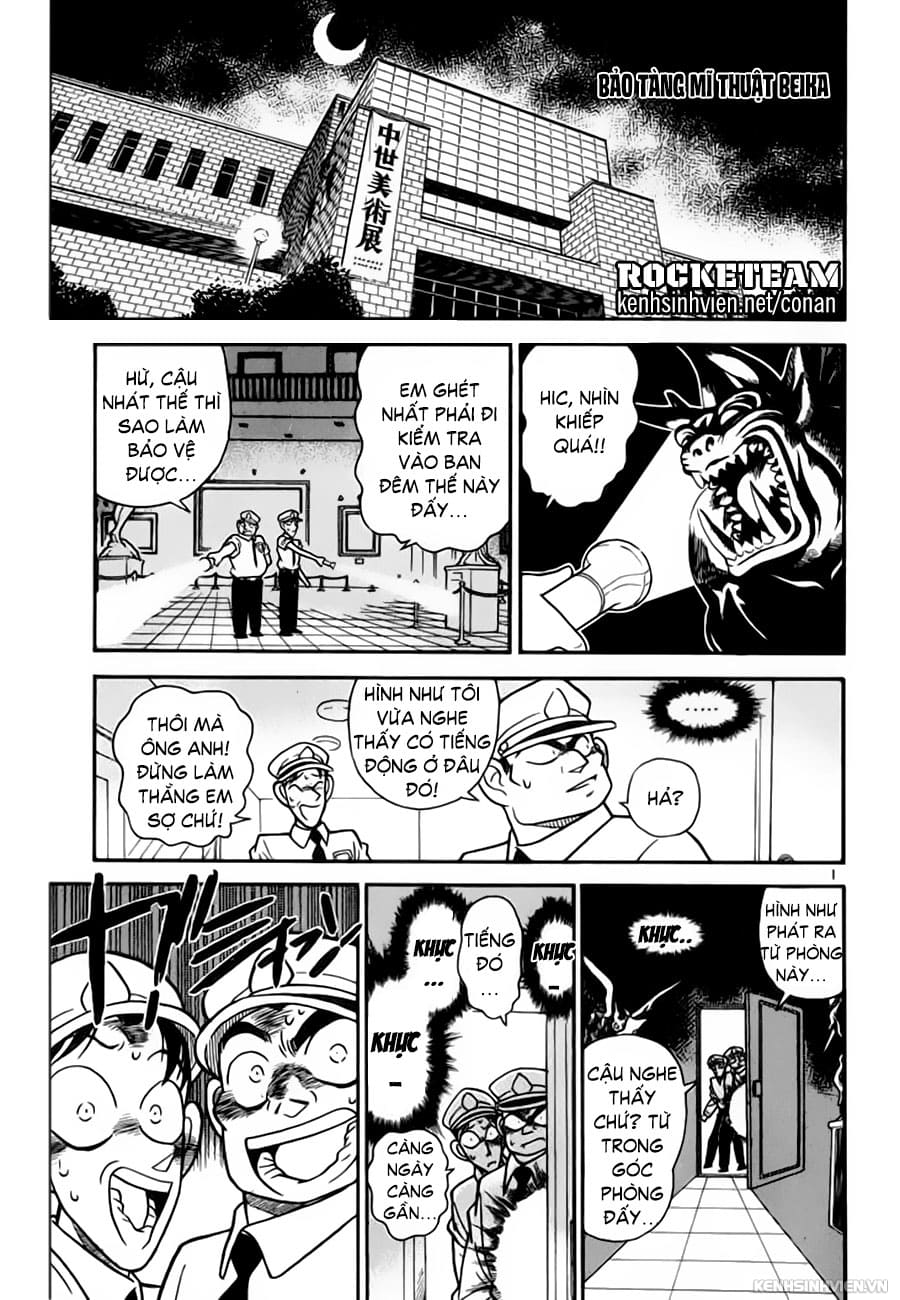 BẢO TÀNG MĨ THUẬT BEIKA
中世美術展
ROCKETEAM
kenhsinhvien.net/conan
HIC, NHÌN
KHIẾP
QUÁ!!
EM GHÉT
NHẤT PHẢI ĐI
KIỂM TRA
VÀO BAN
ĐÊM THẾ NÀY
ĐẤY...
HỪ, CẬU
NHÁT THẾ THÌ
SAO LÀM
BẢO VỆ
ĐƯỢC...
.....
HẢ?
HÌNH NHƯ TÔI
VỪA NGHE
THẤY CÓ TIẾNG
ĐỘNG Ở ĐÂU
ĐÓ!
THÔI MÀ
ÔNG ANH!
ĐỪNG LÀM
THẰNG EM
SỢ CHỨ!
1
HÌNH NHƯ
PHÁT RA
TỪ PHÒNG
NÀY...
KHỰC..
CẬU NGHE
THẤY CHỨ? TỪ
TRONG
GÓC
PHÒNG
ĐẤY..
KHỰC
–
TIẾNG
ĐÓ
KHỰC
...
KHỰC
–
CÀNG
NGÀY
CÀNG
GẦN...
KENHSINHVIEN.VN